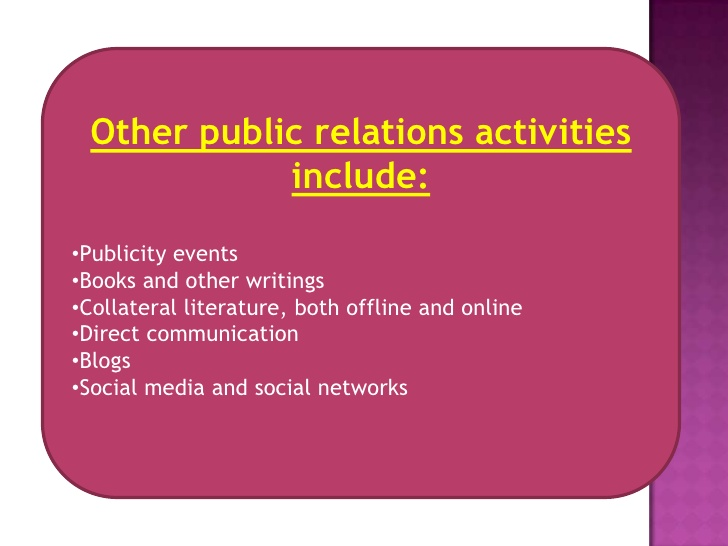 Other public relations activities
include:
•Publicity events
•Books and other writings
•Collateral literature, both offline and online
•Direct communication
•Blogs
•Social media and social networks